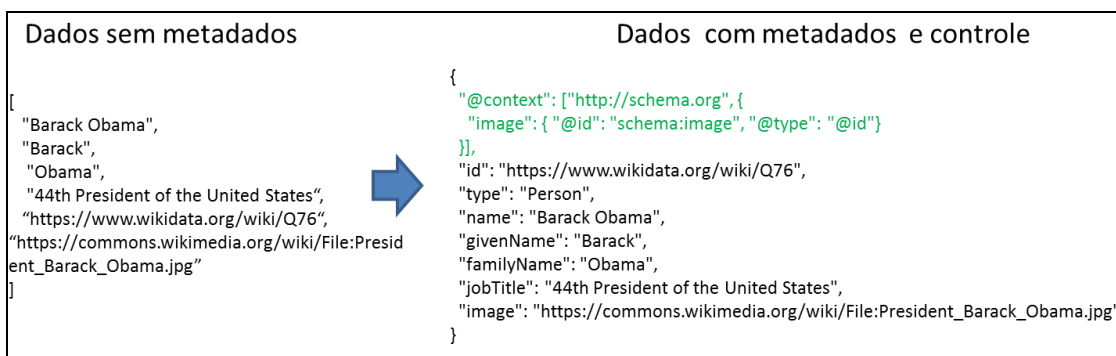 Dados sem metadados
[
"Barack Obama",
"Barack",
"Obama",
"44th President of the United States“,
“https://www.wikidata.org/wiki/Q76“,
“https://commons.wikimedia.org/wiki/File:Presid
ent_Barack_Obama.jpg”
]
Dados com metadados e controle
{
"@context": ["http://schema.org", {
"image": { "@id": "schema:image", "@type": "@id"}
}],
"id": "https://www.wikidata.org/wiki/Q76",
"type": "Person",
"name": "Barack Obama",
"givenName": "Barack",
"familyName": "Obama",
"jobTitle": "44th President of the United States",
"image": "https://commons.wikimedia.org/wiki/File:President_Barack_Obama.jpg"
}